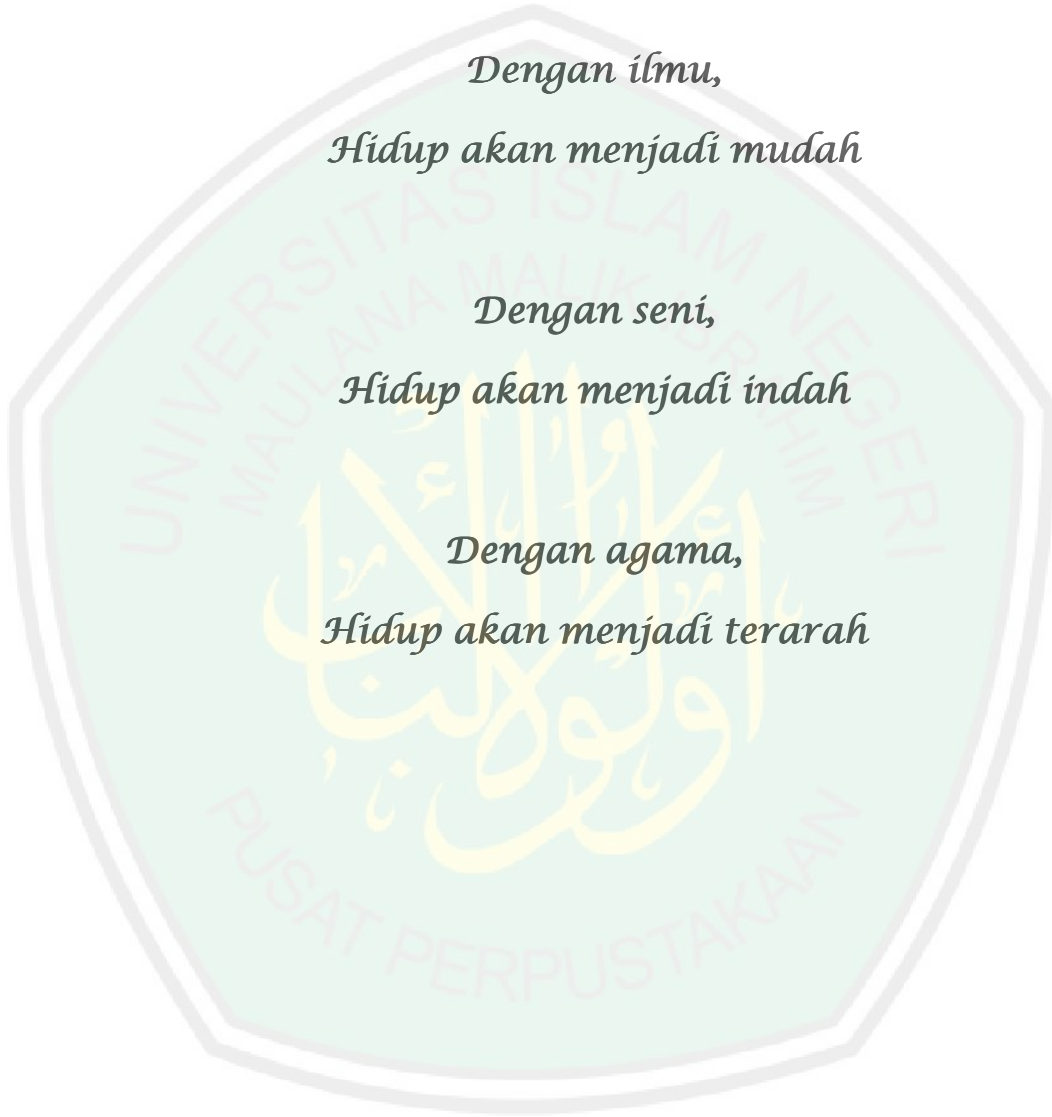 Dengan ilmu,
Hidup akan menjadi mudah
Dengan seni,
Hidup akan menjadi indah
Dengan agama,
Hidup akan menjadi terarah
UNIVERSITAS ISLAM NEGERI
MAULANA MALIK IBRAHIM
PUSAT PERPUSTAKAAN